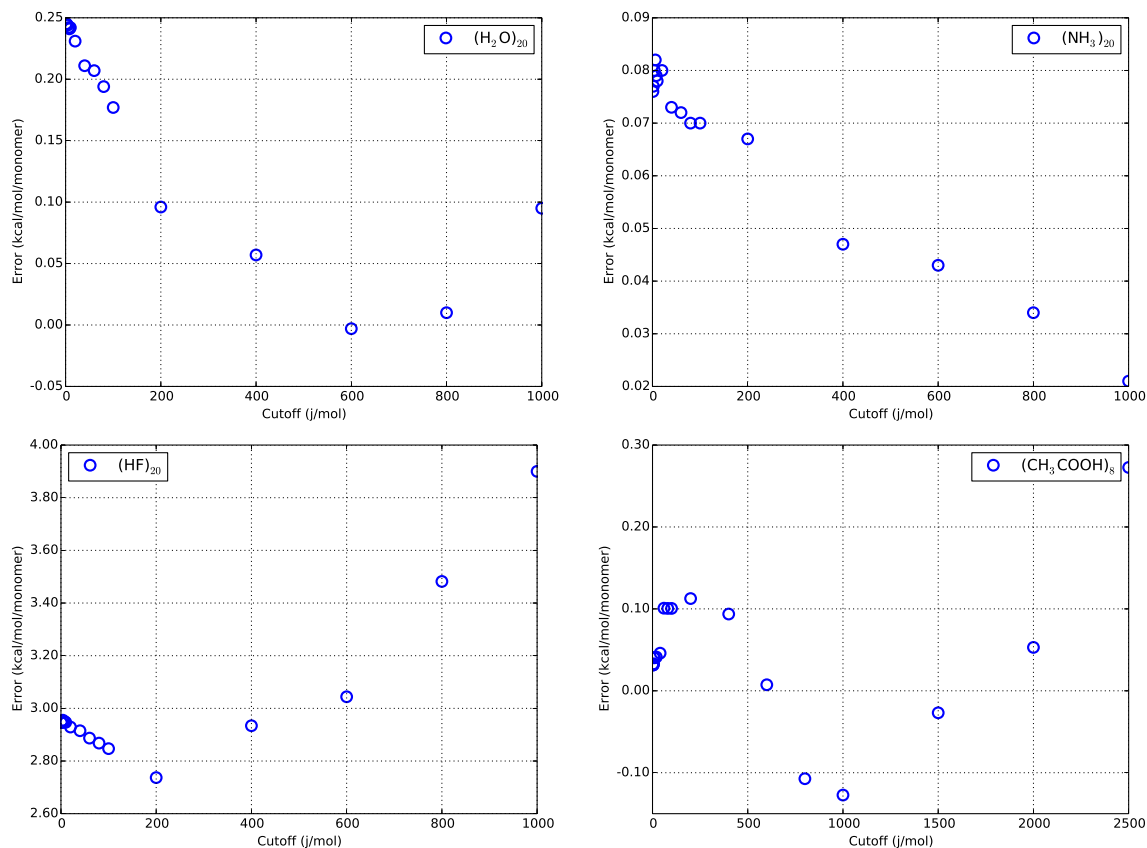 0.25
0.20
0.15
0.10
0.05
0.00
-0.05
Error (kcal/mol/monomer)
(H2O)20
0 200 400 600 800 1000
Cutoff (j/mol)
0.09
0.08
0.07
0.06
0.05
0.04
0.03
0.02
Error (kcal/mol/monomer)
(NH3)20
0 200 400 600 800 1000
Cutoff (j/mol)
4.00
3.80
3.60
3.40
3.20
3.00
2.80
2.60
Error (kcal/mol/monomer)
(HF)20
0 200 400 600 800 1000
Cutoff (j/mol)
0.30
0.20
0.10
0.00
-0.10
Error (kcal/mol/monomer)
(CH3COOH)8
0 500 1000 1500 2000 2500
Cutoff (j/mol)